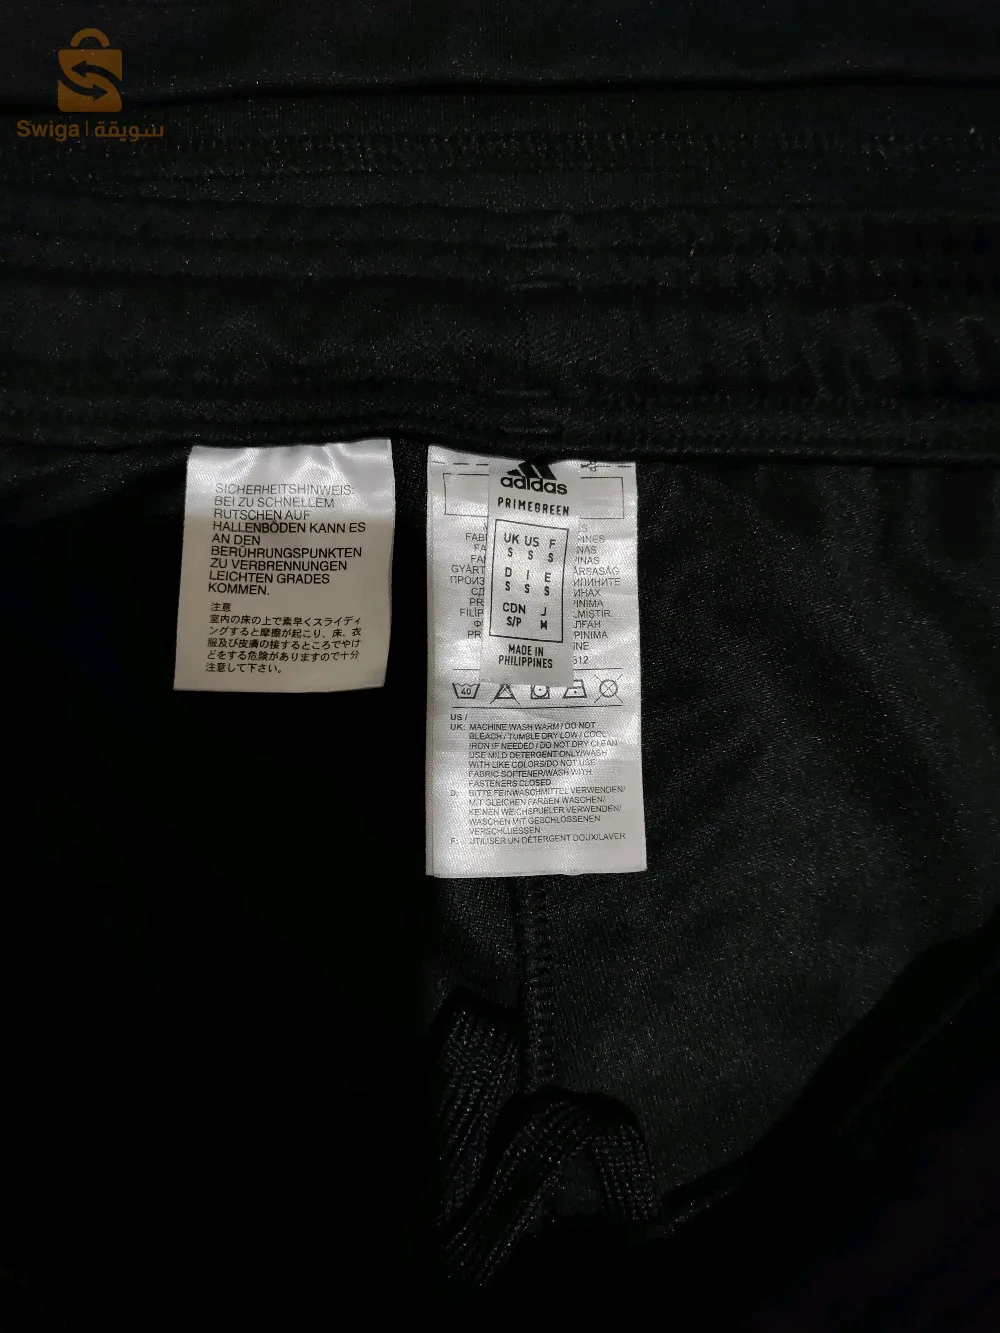 Swiga | سويقة
SICHERHEITSHINWEIS:
BEI ZU SCHNELLEM
RUTSCHEN AUF
HALLENBÖDEN KANN ES
AN DEN
BERÜHRUNGSPUNKTEN
ZU VERBRENNUNGEN
LEICHTEN GRADES
KOMMEN.
注意
室内の床の上で素早くスライディ
ングすると摩擦が起こり、床、衣
服及び皮膚の接するところでやけ
どをする危険がありますので十分
注意して下さい。
adidas
PRIMEGREEN
UK US F
S S S
D I E
S S S
CDN J
S/P M
MADE IN
PHILIPPINES
40
US /
UK: MACHINE WASH WARM / DO NOT
BLEACH / TUMBLE DRY LOW / COOL
IRON IF NEEDED / DO NOT DRY CLEAN
USE MILD DETERGENT ONLY/WASH
WITH LIKE COLORS/DO NOT USE
FABRIC SOFTENER/WASH WITH
FASTENERS CLOSED
D: BITTE FEINWASCHMITTEL VERWENDEN/
MIT GLEICHEN FARBEN WASCHEN/
KEINEN WEICHSPUELER VERWENDEN/
WASCHEN MIT GESCHLOSSENEN
VERSCHLUESSEN
F: UTILISER UN DETERGENT DOUX/LAVER